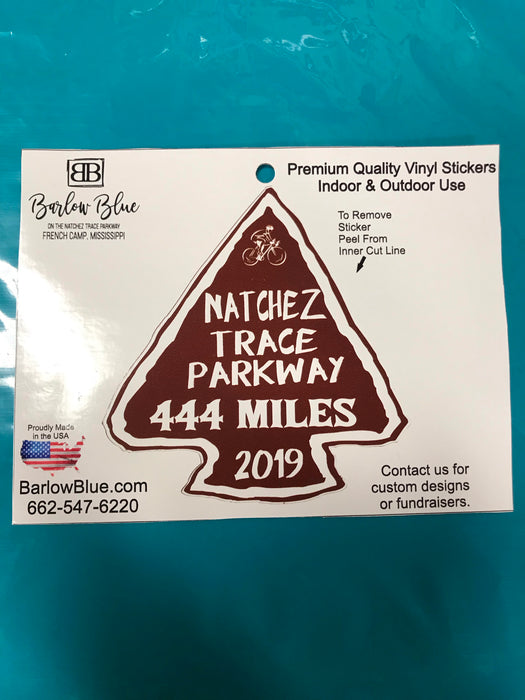 BB
Barlow Blue
ON THE NATCHEZ TRACE PARKWAY
FRENCH CAMP, MISSISSIPPI
Premium Quality Vinyl Stickers
Indoor & Outdoor Use
To Remove
Sticker
Peel From
Inner Cut Line
NATCHEZ
TRACE
PARKWAY
444 MILES
2019
Proudly Made
in the USA
BarlowBlue.com
662-547-6220
Contact us for
custom designs
or fundraisers.